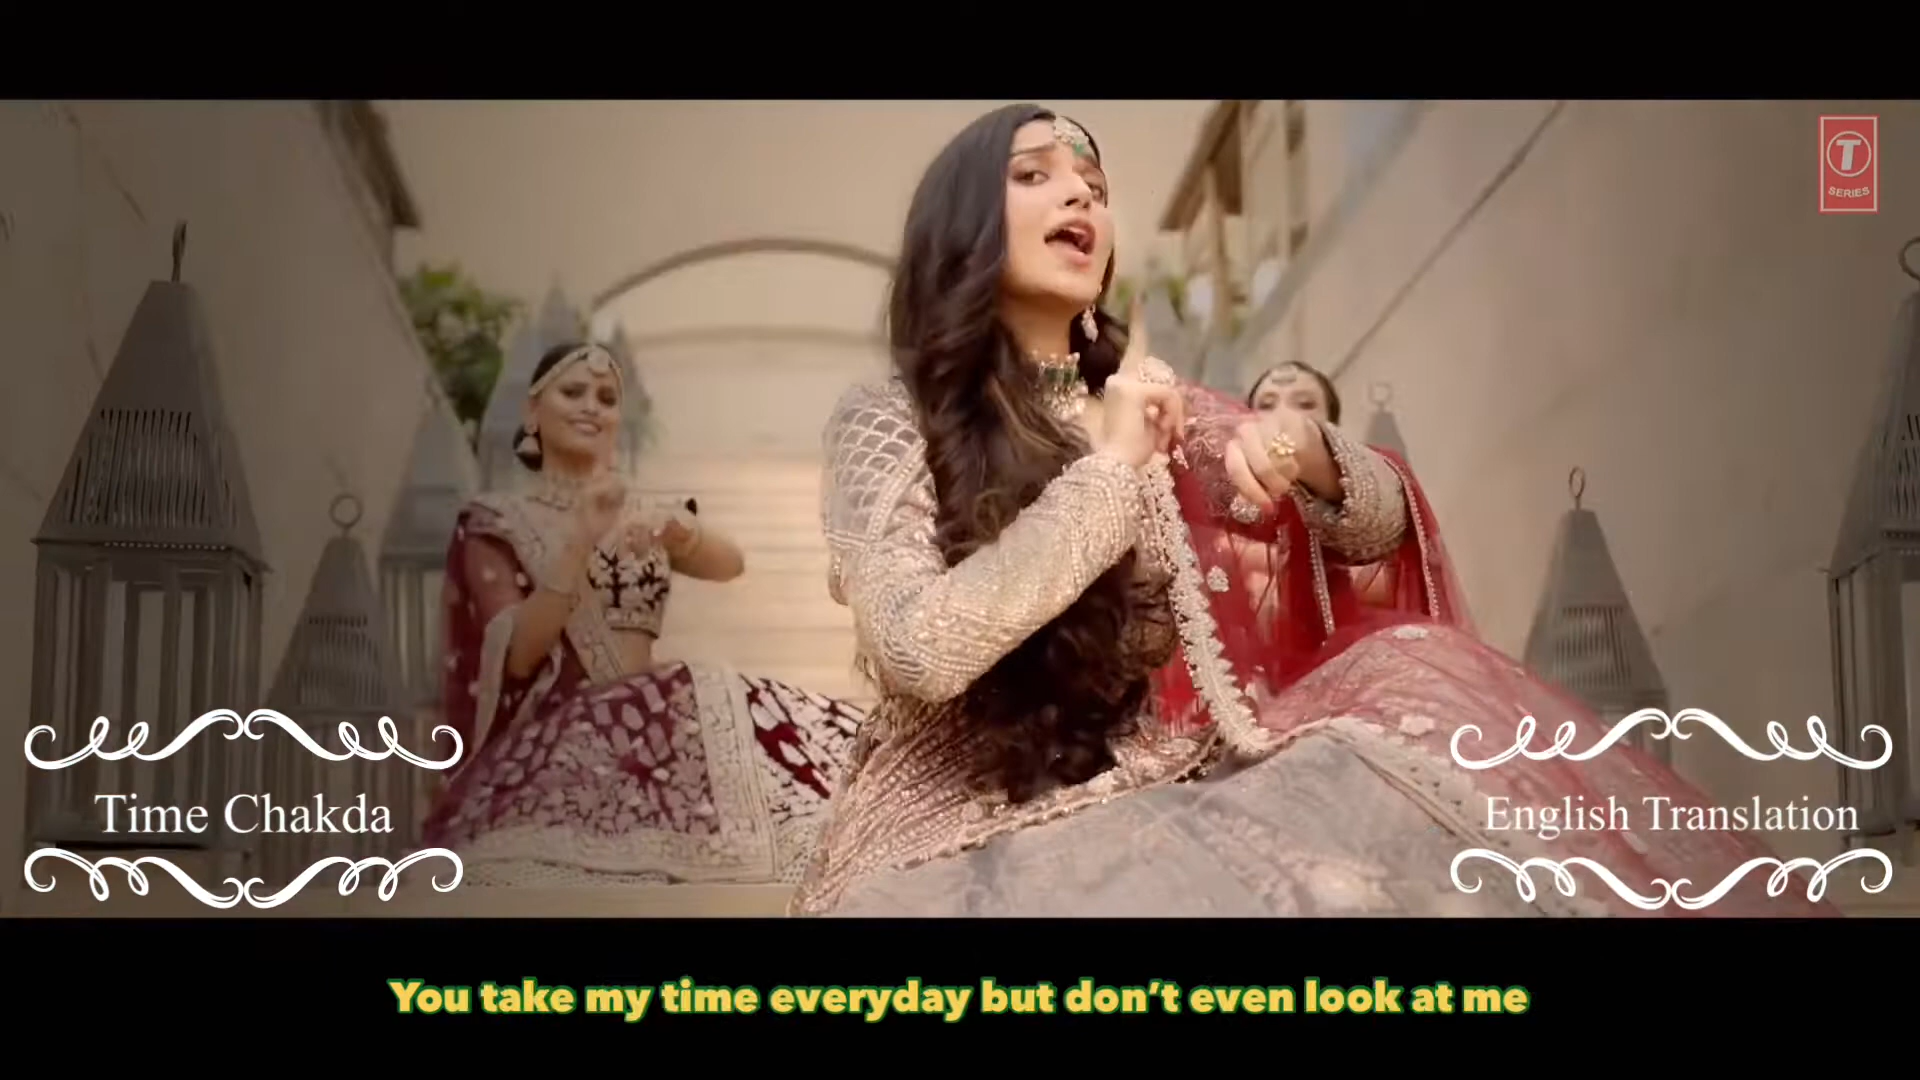 T
SERIES
Time Chakda
English Translation
You take my time everyday but don’t even look at me